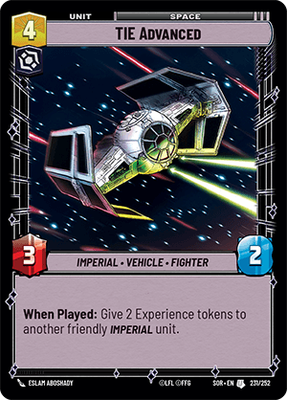 UNIT
SPACE
4
TIE Advanced
IMPERIAL • VEHICLE • FIGHTER
3
2
When Played: Give 2 Experience tokens to
another friendly IMPERIAL unit.
ESLAM ABOSHADY
©LFL ©FFG
SOR • EN
231/252